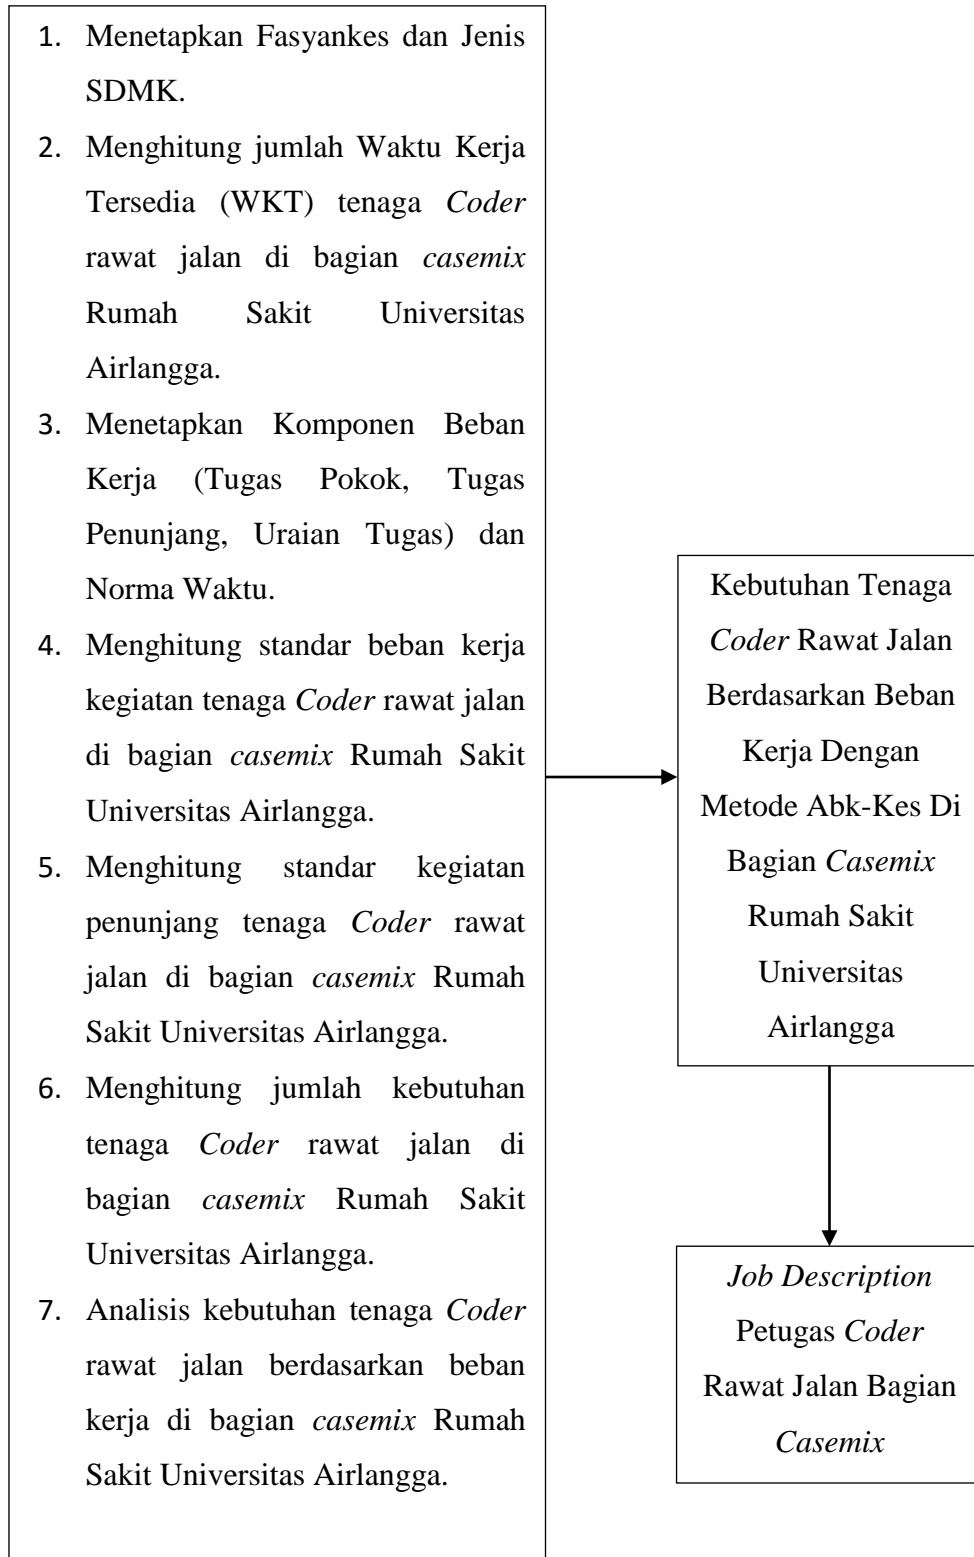 1. Menetapkan Fasyankes dan Jenis
SDMK.
2. Menghitung jumlah Waktu Kerja
Tersedia (WKT) tenaga Coder
rawat jalan di bagian casemix
Rumah Sakit Universitas
Airlangga.
3. Menetapkan Komponen Beban
Kerja (Tugas Pokok, Tugas
Penunjang, Uraian Tugas) dan
Norma Waktu.
4. Menghitung standar beban kerja
kegiatan tenaga Coder rawat jalan
di bagian casemix Rumah Sakit
Universitas Airlangga.
5. Menghitung standar kegiatan
penunjang tenaga Coder rawat
jalan di bagian casemix Rumah
Sakit Universitas Airlangga.
6. Menghitung jumlah kebutuhan
tenaga Coder rawat jalan di
bagian casemix Rumah Sakit
Universitas Airlangga.
7. Analisis kebutuhan tenaga Coder
rawat jalan berdasarkan beban
kerja di bagian casemix Rumah
Sakit Universitas Airlangga.
Kebutuhan Tenaga
Coder Rawat Jalan
Berdasarkan Beban
Kerja Dengan
Metode Abk-Kes Di
Bagian Casemix
Rumah Sakit
Universitas
Airlangga
Job Description
Petugas Coder
Rawat Jalan Bagian
Casemix